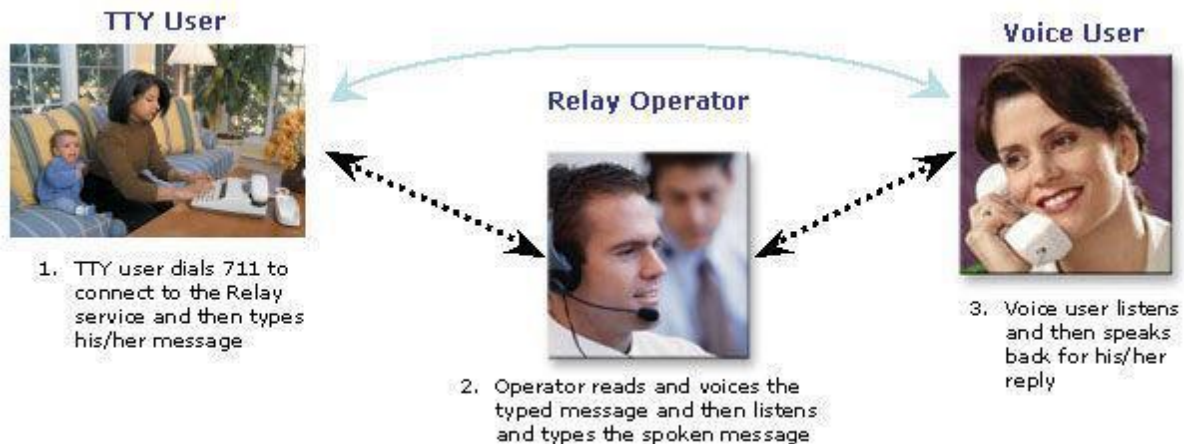 TTY User
Voice User
Relay Operator
1. TTY user dials 711 to
connect to the Relay
service and then types
his/her message
2. Operator reads and voices the
typed message and then listens
and types the spoken message
3. Voice user listens
and then speaks
back for his/her
reply